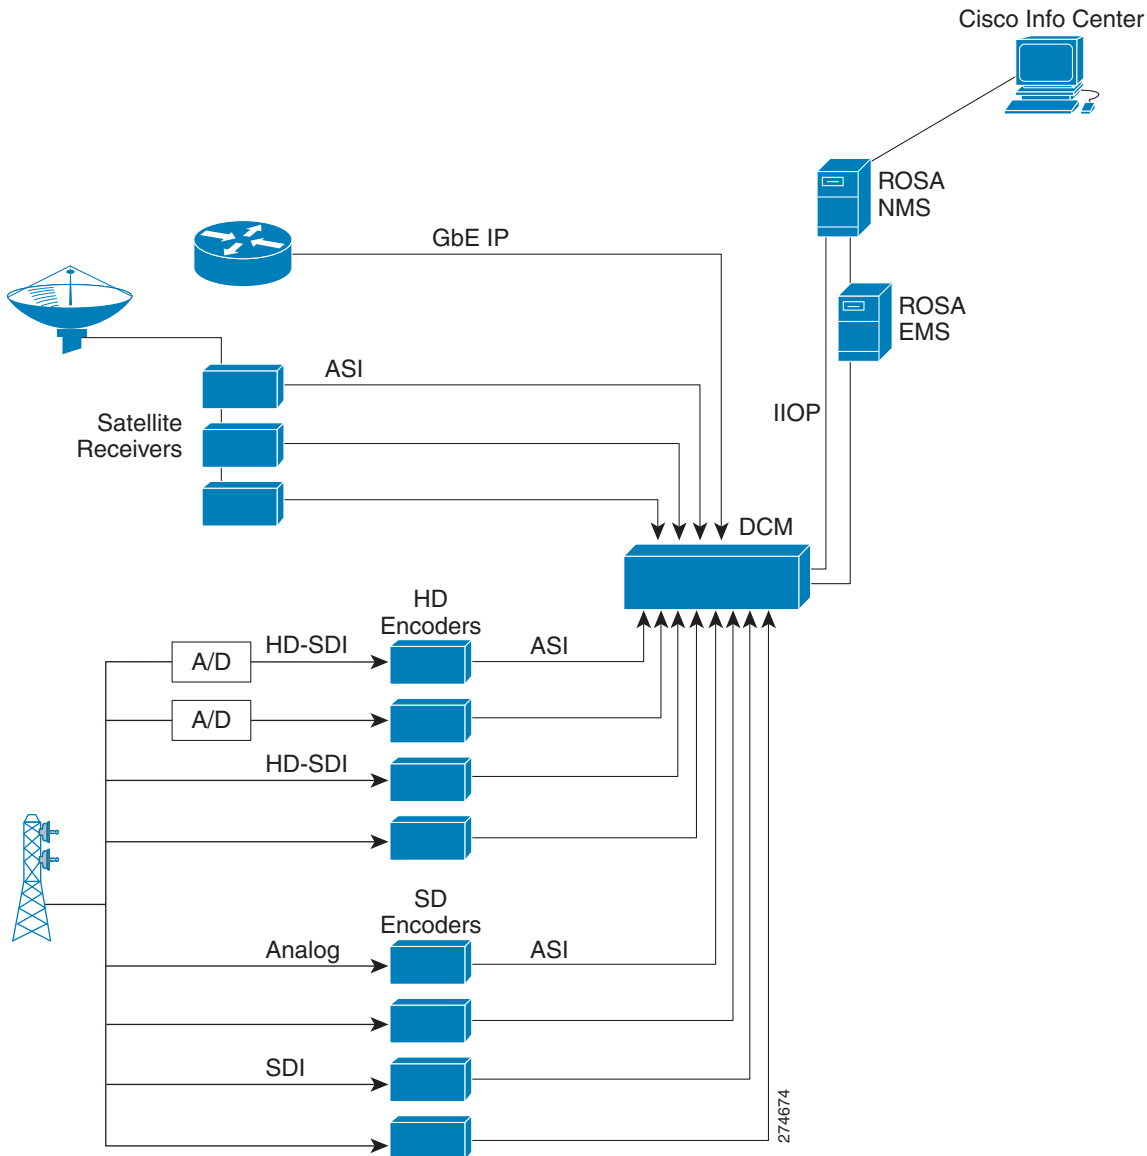 Cisco Info Center
ROSA
NMS
GbE IP
ROSA
EMS
ASI
IIOP
Satellite
Receivers
DCM
HD
Encoders
A/D
HD-SDI
ASI
A/D
HD-SDI
SD
Encoders
Analog
ASI
SDI
274674